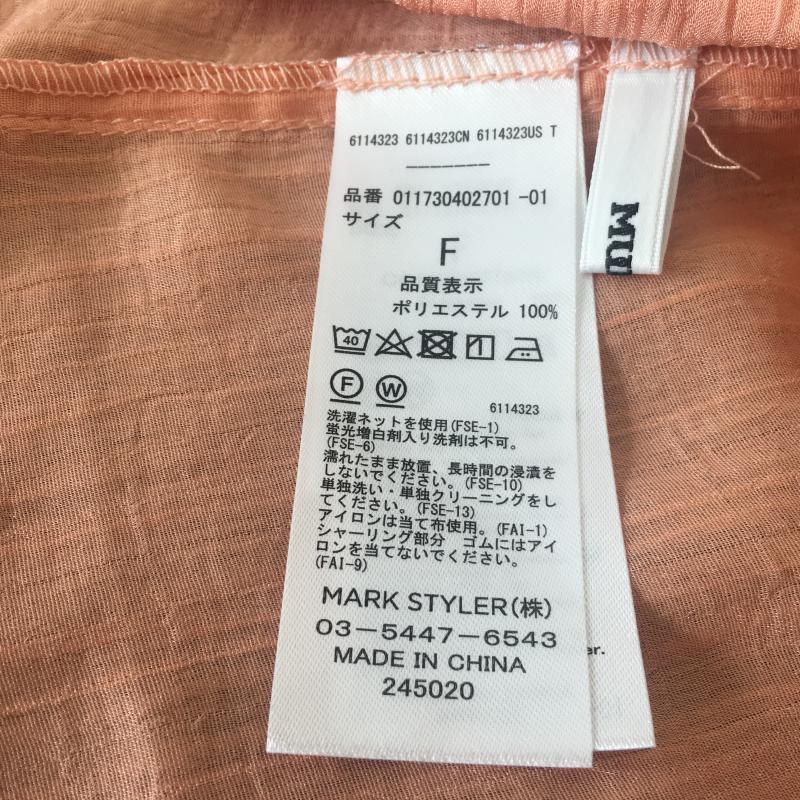 6114323 6114323CN 6114323US T
-------
品番 011730402701 -01
サイズ
F
品質表示
ポリエステル 100%
40
F W
6114323
洗濯ネットを使用(FSE-1)
蛍光増白剤入り洗剤は不可。
(FSE-6)
濡れたまま放置、長時間の浸漬を
しないでください。(FSE-10)
単独洗い・単独クリーニングをし
てください。(FSE-13)
アイロンは当て布使用。(FAI-1)
シャーリング部分 ゴムにはアイ
ロンを当てないでください。
(FAI-9)
MARK STYLER(株)
03-5447-6543
MADE IN CHINA
245020